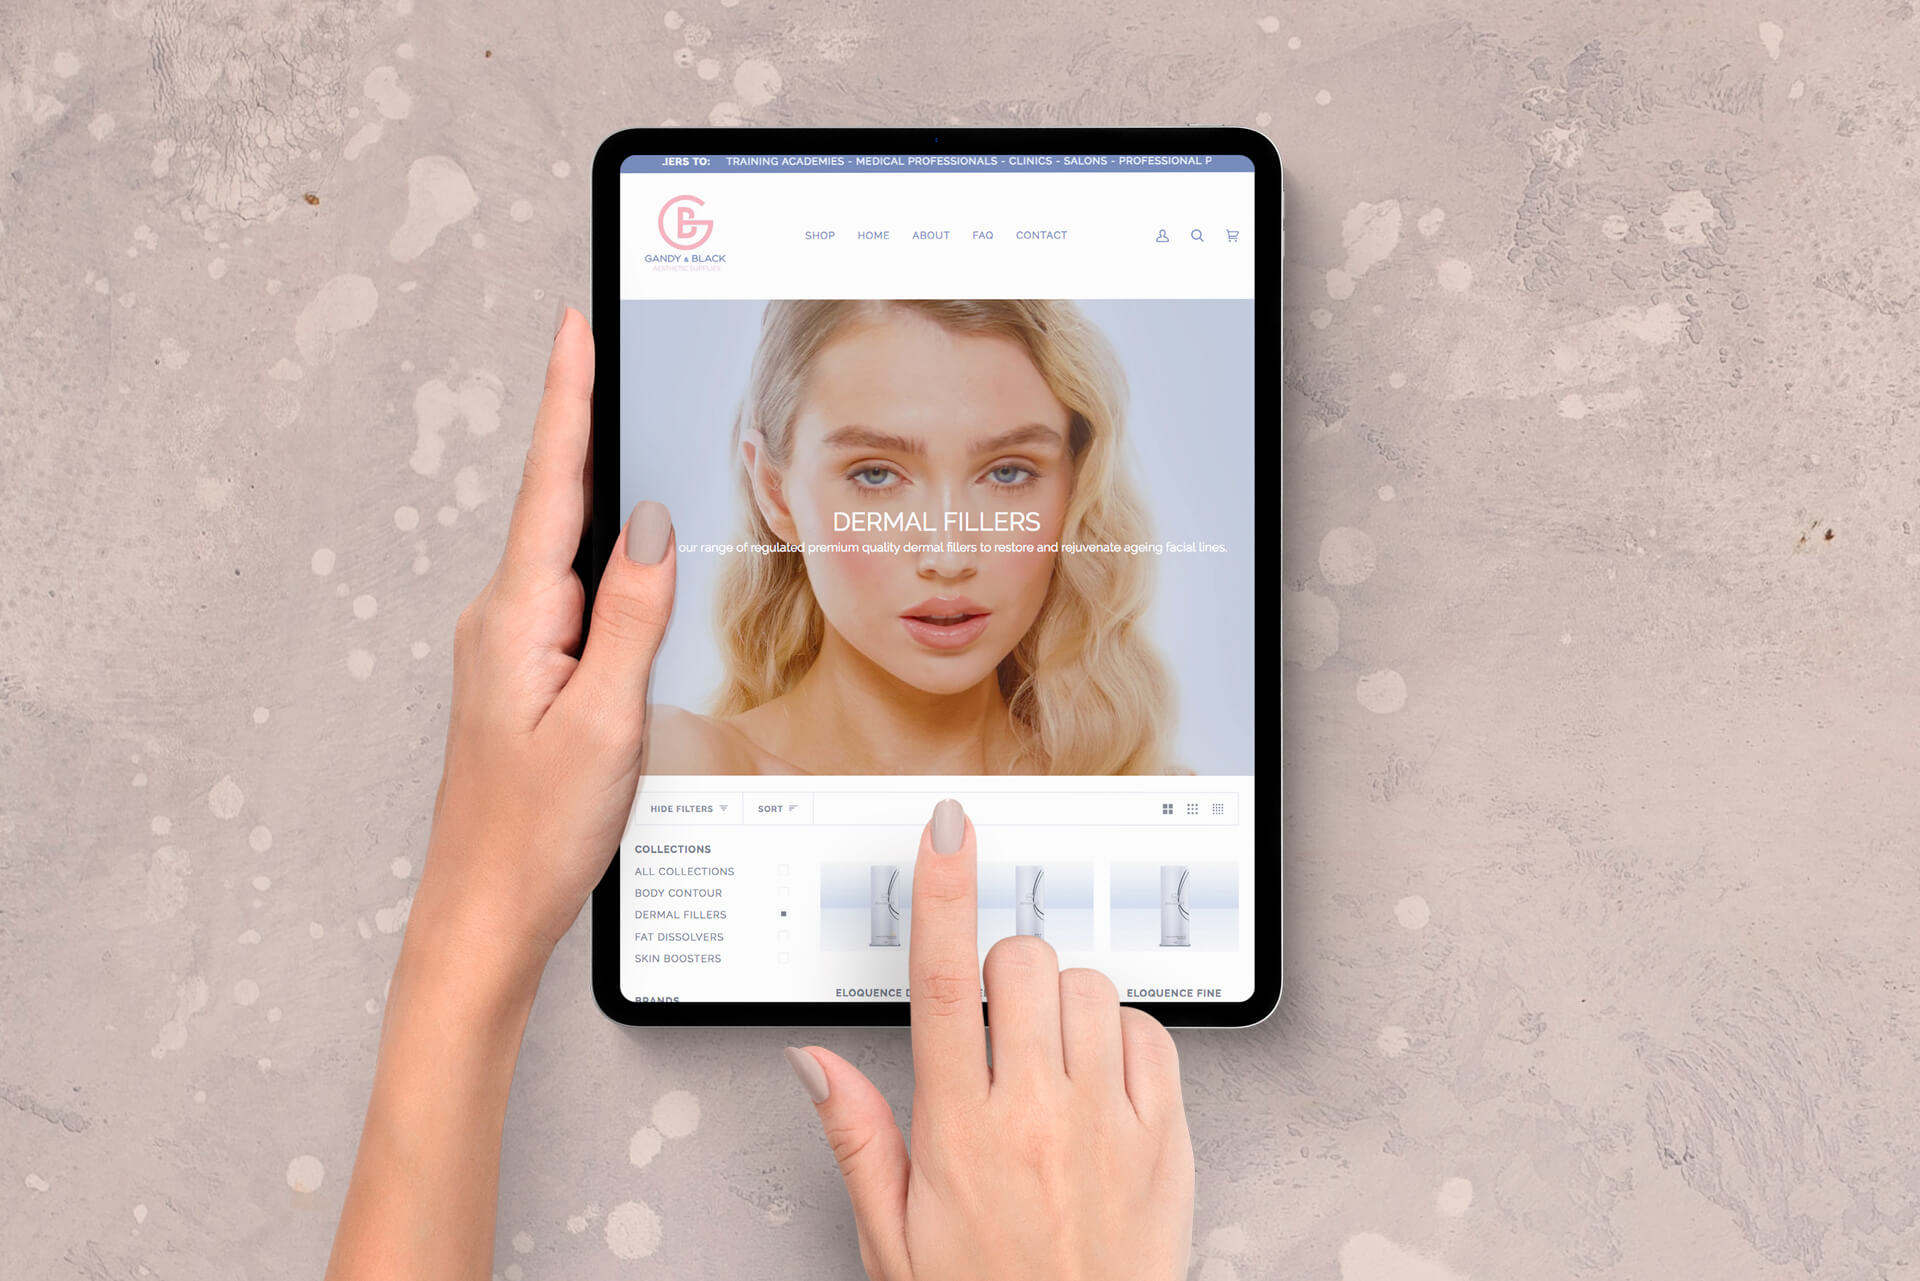 .IERS TO: TRAINING ACADEMIES - MEDICAL PROFESSIONALS - CLINICS - SALONS - PROFESSIONAL P
GANDY & BLACK
AESTHETIC SUPPLIES
SHOP HOME ABOUT FAQ CONTACT
DERMAL FILLERS
our range of regulated premium quality dermal fillers to restore and rejuvenate ageing facial lines.
HIDE FILTERS SORT
COLLECTIONS
ALL COLLECTIONS
BODY CONTOUR
DERMAL FILLERS
FAT DISSOLVERS
SKIN BOOSTERS
BRANDS
ELOQUENCE
ELOQUENCE FINE